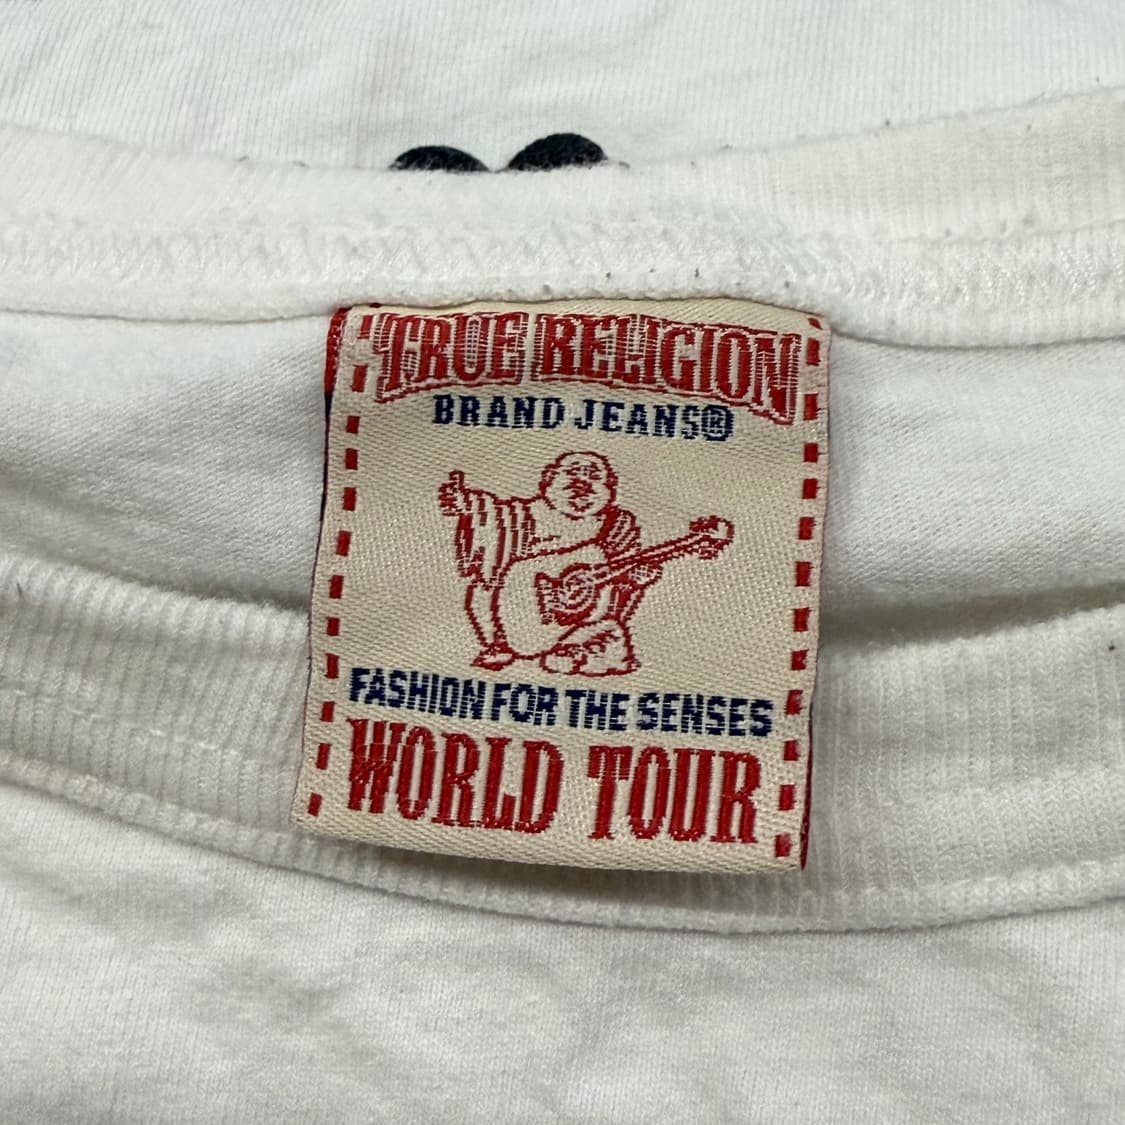 TRUE RELIGION
BRAND JEANS®
FASHION FOR THE SENSES
WORLD TOUR